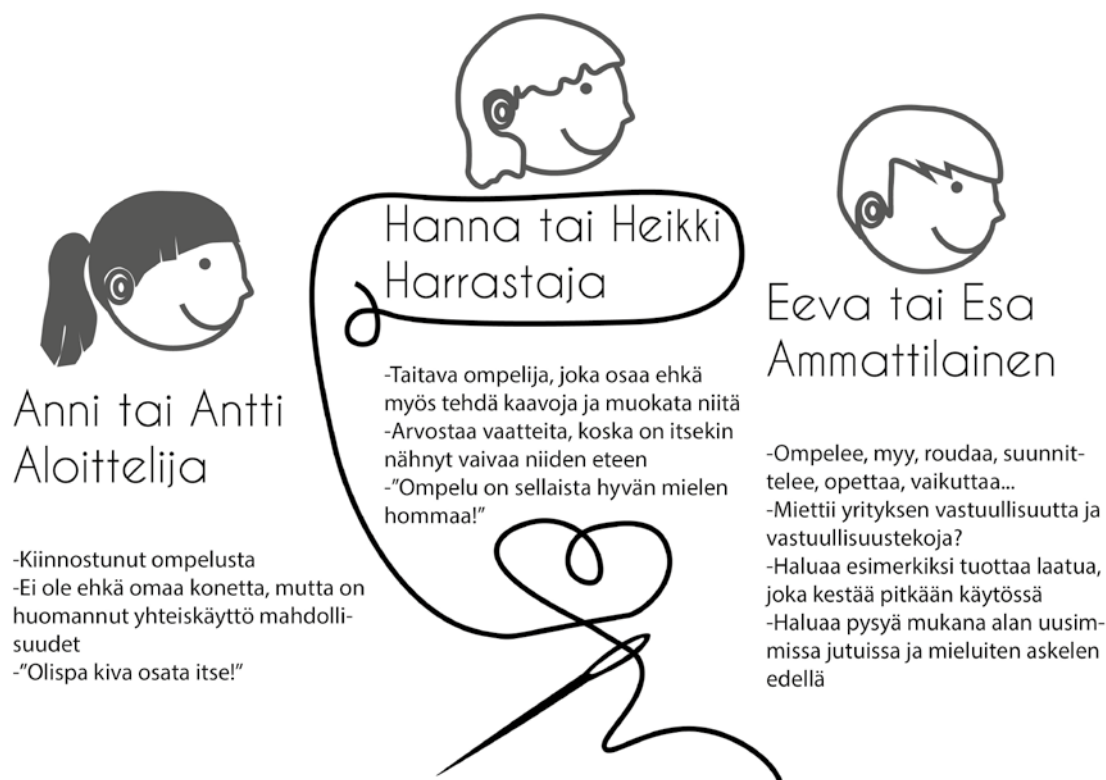 Anni tai Antti
Aloittelija
-Kiinnostunut ompelusta
-Ei ole ehkä omaa konetta, mutta on
huomannut yhteiskäyttö mahdolli-
suudet
-”Olispa kiva osata itse!”
Hanna tai Heikki
Harrastaja
-Taitava ompelija, joka osaa ehkä
myös tehdä kaavoja ja muokata niitä
-Arvostaa vaatteita, koska on itsekin
nähnyt vaivaa niiden eteen
-”Ompelu on sellaista hyvän mielen
hommaa!”
Eeva tai Esa
Ammattilainen
-Ompelee, myy, roudaa, suunnit-
telee, opettaa, vaikuttaa...
-Miettii yrityksen vastuullisuutta ja
vastuullisuustekoja?
-Haluaa esimerkiksi tuottaa laatua,
joka kestää pitkään käytössä
-Haluaa pysyä mukana alan uusim-
missa jutuissa ja mieluiten askelen
edellä